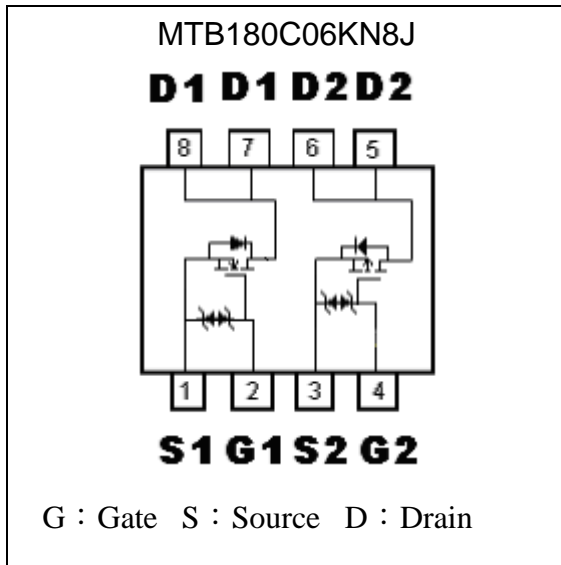 MTB180C06KN8J
D1 D1 D2 D2
8 7 6 5
1 2 3 4
S1 G1 S2 G2
G：Gate S：Source D：Drain